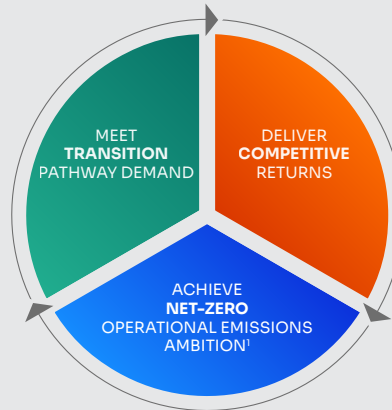 MEET
TRANSITION
PATHWAY DEMAND
DELIVER
COMPETITIVE
RETURNS
ACHIEVE
NET-ZERO
OPERATIONAL EMISSIONS
AMBITION¹